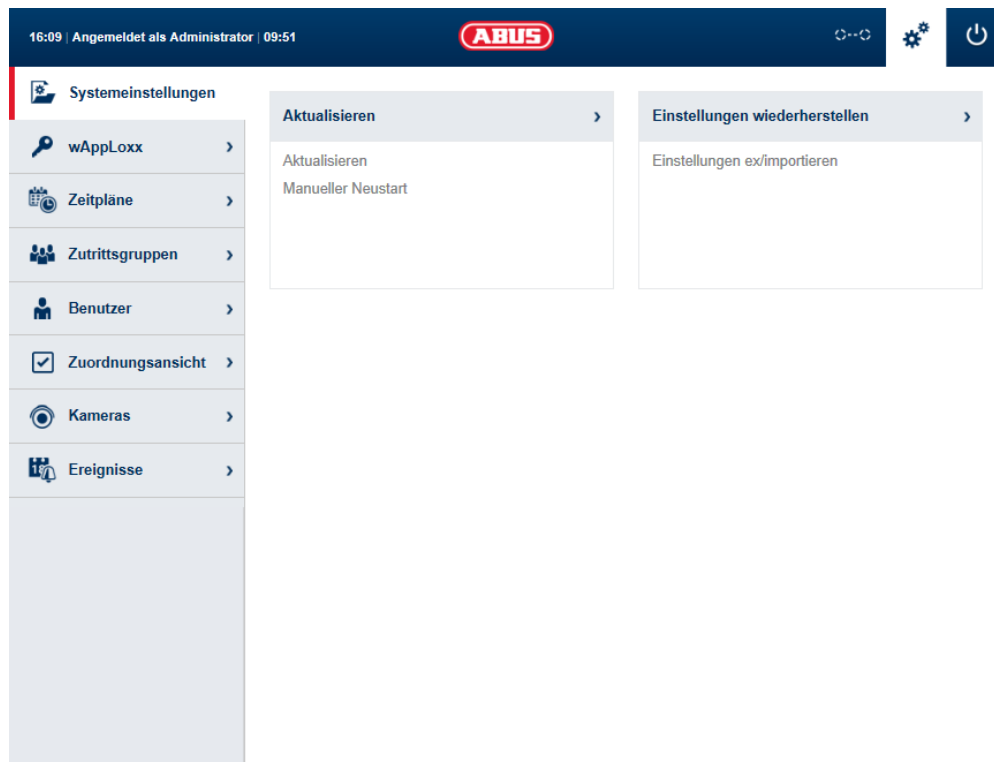 16:09 | Angemeldet als Administrator | 09:51
ABUS
Systemeinstellungen
wAppLoxx
Zeitpläne
Zutrittsgruppen
Benutzer
Zuordnungsansicht
Kameras
Ereignisse
Aktualisieren
Aktualisieren
Manueller Neustart
Einstellungen wiederherstellen
Einstellungen ex/importieren